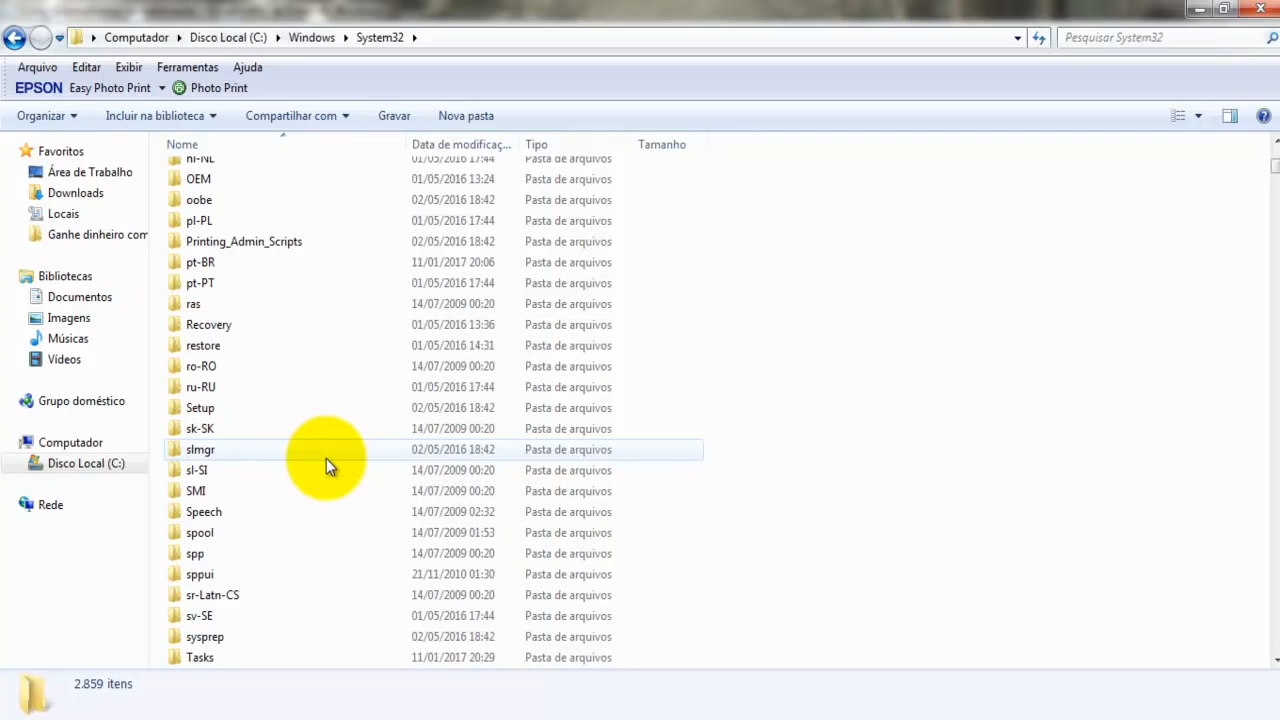 Computador Disco Local (C:) Windows System32 Pesquisar System32
Arquivo Editar Exibir Ferramentas Ajuda
EPSON Easy Photo Print Photo Print
Organizar Incluir na biblioteca Compartilhar com Gravar Nova pasta
Favoritos
Área de Trabalho
Downloads
Locais
Ganhe dinheiro com
Bibliotecas
Documentos
Imagens
Músicas
Vídeos
Grupo doméstico
Computador
Disco Local (C:)
Rede
Nome Data de modificaç... Tipo Tamanho
nl-NL 01/05/2016 17:44 Pasta de arquivos
OEM 01/05/2016 13:24 Pasta de arquivos
oobe 02/05/2016 18:42 Pasta de arquivos
pl-PL 01/05/2016 17:44 Pasta de arquivos
Printing_Admin_Scripts 02/05/2016 18:42 Pasta de arquivos
pt-BR 11/01/2017 20:06 Pasta de arquivos
pt-PT 01/05/2016 17:44 Pasta de arquivos
ras 14/07/2009 00:20 Pasta de arquivos
Recovery 01/05/2016 13:36 Pasta de arquivos
restore 01/05/2016 14:31 Pasta de arquivos
ro-RO 14/07/2009 00:20 Pasta de arquivos
ru-RU 01/05/2016 17:44 Pasta de arquivos
Setup 02/05/2016 18:42 Pasta de arquivos
sk-SK 14/07/2009 00:20 Pasta de arquivos
slmgr 02/05/2016 18:42 Pasta de arquivos
sl-SI 14/07/2009 00:20 Pasta de arquivos
SMI 14/07/2009 00:20 Pasta de arquivos
Speech 14/07/2009 02:32 Pasta de arquivos
spool 14/07/2009 01:53 Pasta de arquivos
spp 14/07/2009 00:20 Pasta de arquivos
sppui 21/11/2010 01:30 Pasta de arquivos
sr-Latn-CS 14/07/2009 00:20 Pasta de arquivos
sv-SE 01/05/2016 17:44 Pasta de arquivos
sysprep 02/05/2016 18:42 Pasta de arquivos
Tasks 11/01/2017 20:29 Pasta de arquivos
2.859 itens